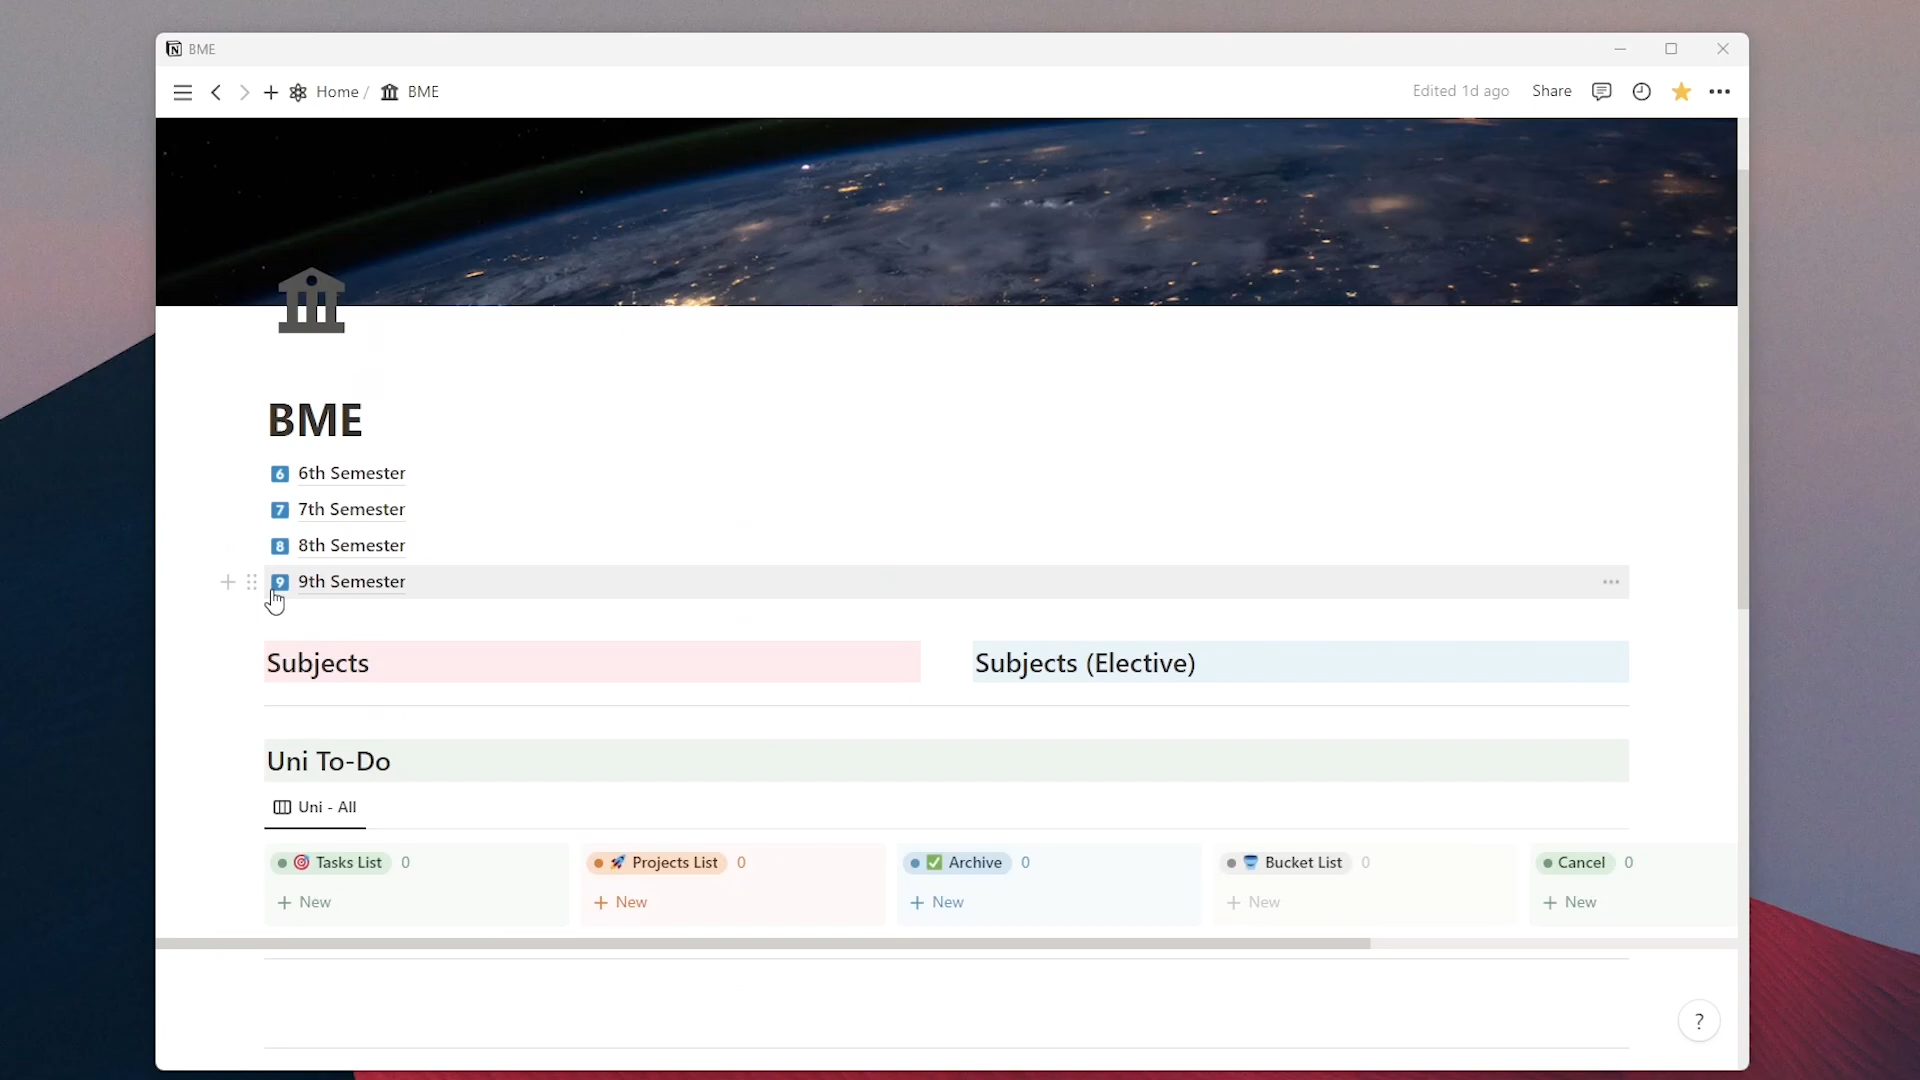 BME
Home / BME
Edited 1d ago Share
BME
6 6th Semester
7 7th Semester
8 8th Semester
9 9th Semester
Subjects
Subjects (Elective)
Uni To-Do
Uni - All
Tasks List 0
+ New
Projects List 0
+ New
Archive 0
+ New
Bucket List 0
+ New
Cancel 0
+ New
?